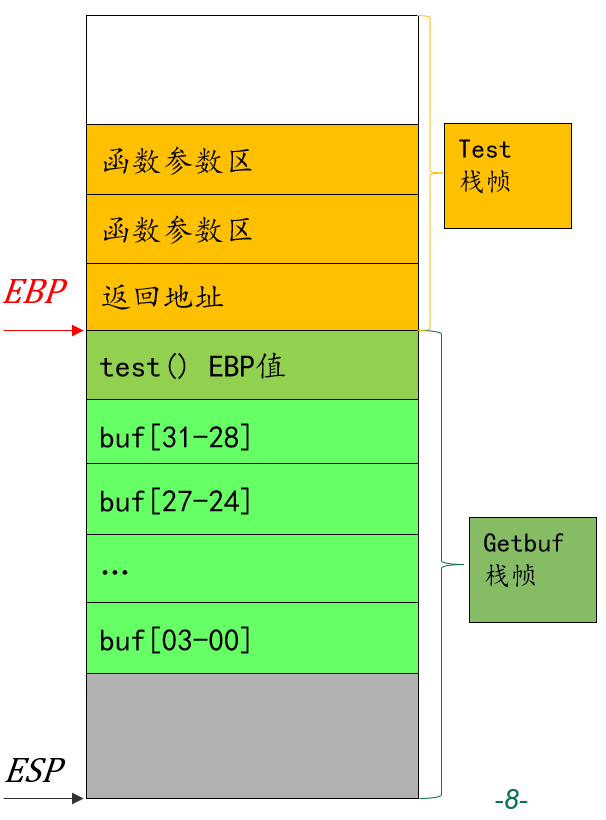 函数参数区
函数参数区
返回地址
EBP
test() EBP值
buf[31-28]
buf[27-24]
…
buf[03-00]
ESP
Test
栈帧
Getbuf
栈帧
-8-